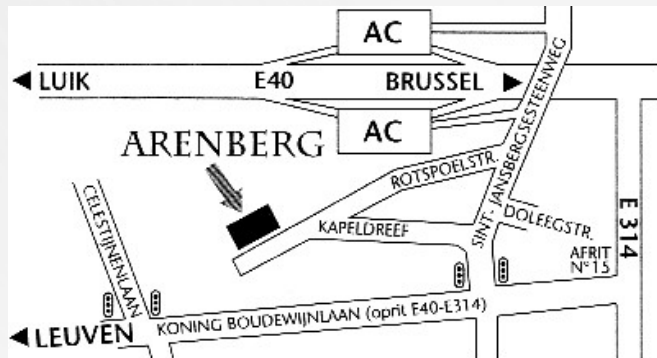 AC
LUIK
E40
BRUSSEL
AC
ARENBERG
ROTSPOELSTR.
SINT. JANSBERGSESTEENWEG
CELESTIJNENLAAN
KAPELDREEF
DOLEEGSTR.
E 314
AFRIT
N°15
LEUVEN
KONING BOUDEWIJNLAAN (oprit E40-E314)